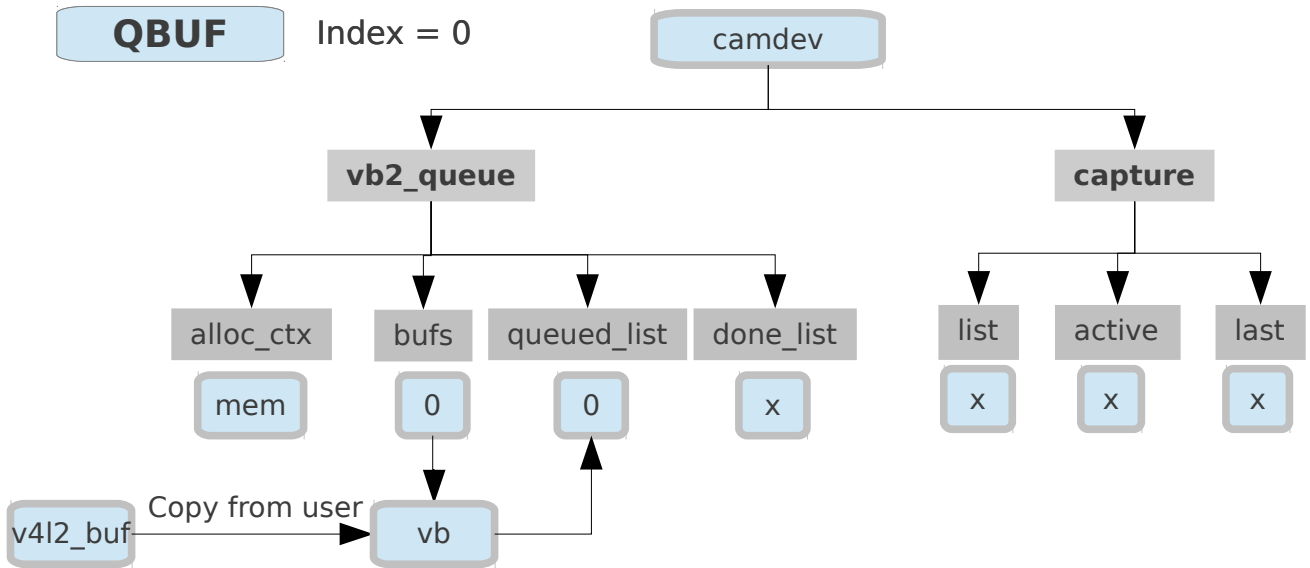 QBUF
Index = 0
camdev
vb2_queue
capture
alloc_ctx
bufs
queued_list
done_list
list
active
last
mem
0
0
x
x
x
x
Copy from user
v4l2_buf
vb